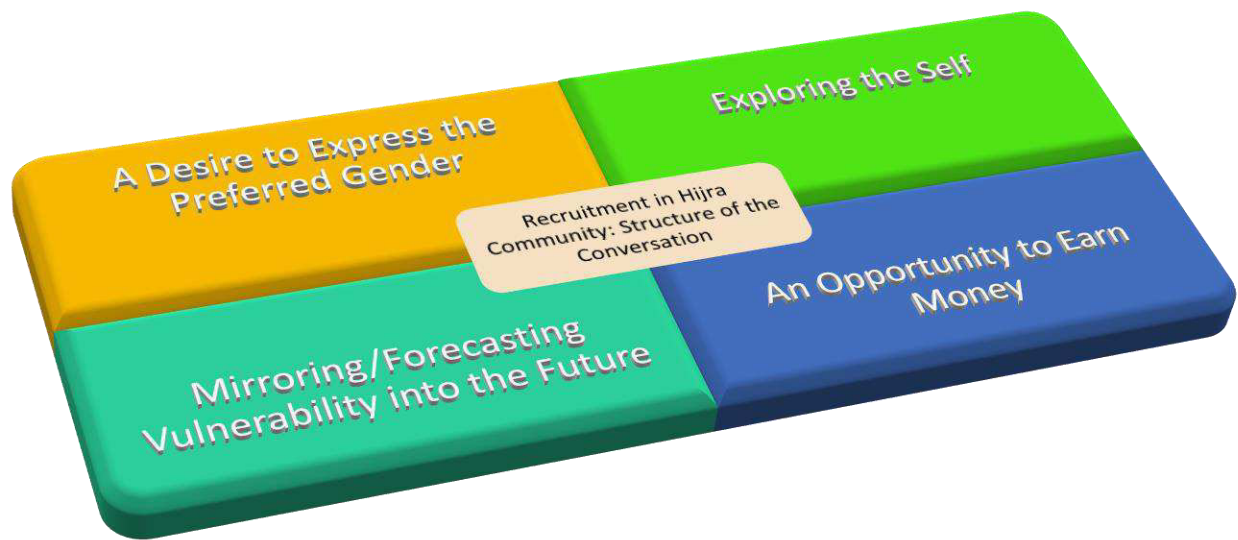 A Desire to Express the
Preferred Gender
Exploring the Self
Recruitment in Hijra
Community: Structure of the
Conversation
Mirroring/Forecasting
Vulnerability into the Future
An Opportunity to Earn
Money